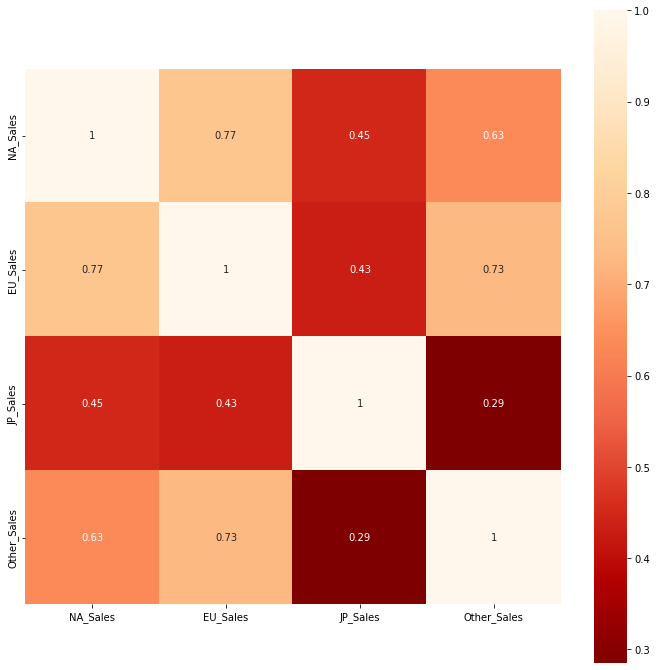 NA_Sales 1 0.77 0.45 0.63
EU_Sales 0.77 1 0.43 0.73
JP_Sales 0.45 0.43 1 0.29
Other_Sales 0.63 0.73 0.29 1
NA_Sales EU_Sales JP_Sales Other_Sales
1.0
0.9
0.8
0.7
0.6
0.5
0.4
0.3